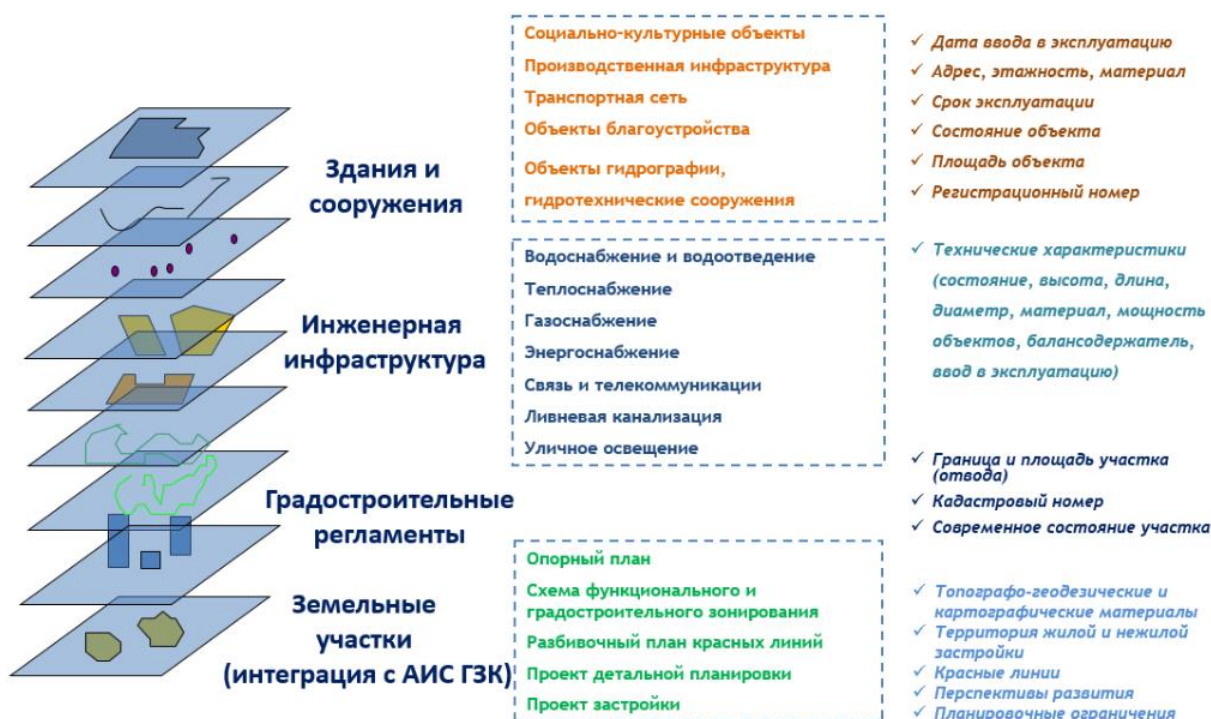 Здания и
сооружения
Инженерная
инфраструктура
Градостроительные
регламенты
Земельные
участки
(интеграция с АИС ГЗК)
Социально-культурные объекты
Производственная инфраструктура
Транспортная сеть
Объекты благоустройства
Объекты гидрографии,
гидротехнические сооружения
Водоснабжение и водоотведение
Теплоснабжение
Газоснабжение
Энергоснабжение
Связь и телекоммуникации
Ливневая канализация
Уличное освещение
Опорный план
Схема функционального и
градостроительного зонирования
Разбивочный план красных линий
Проект детальной планировки
Проект застройки
✓ Дата ввода в эксплуатацию
✓ Адрес, этажность, материал
✓ Срок эксплуатации
✓ Состояние объекта
✓ Площадь объекта
✓ Регистрационный номер
✓ Технические характеристики
(состояние, высота, длина,
диаметр, материал, мощность
объектов, балансодержатель,
ввод в эксплуатацию)
✓ Граница и площадь участка
(отвода)
✓ Кадастровый номер
✓ Современное состояние участка
✓ Топографо-геодезические и
картографические материалы
✓ Территория жилой и нежилой
застройки
✓ Красные линии
✓ Перспективы развития
✓ Планировочные ограничения